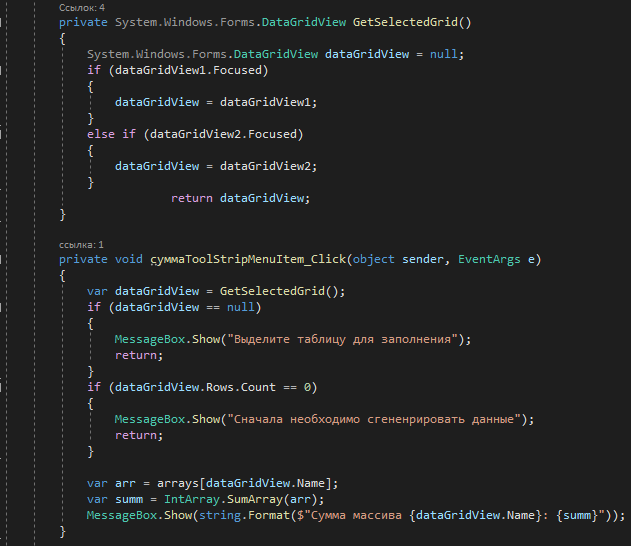 Ссылок: 4
private System.Windows.Forms.DataGridView GetSelectedGrid()
{
System.Windows.Forms.DataGridView dataGridView = null;
if (dataGridView1.Focused)
{
dataGridView = dataGridView1;
}
else if (dataGridView2.Focused)
{
dataGridView = dataGridView2;
}
return dataGridView;
}
ссылка: 1
private void суммаToolStripMenuItem_Click(object sender, EventArgs e)
{
var dataGridView = GetSelectedGrid();
if (dataGridView == null)
{
MessageBox.Show("Выделите таблицу для заполнения");
return;
}
if (dataGridView.Rows.Count == 0)
{
MessageBox.Show("Сначала необходимо сгененрировать данные");
return;
}
var arr = arrays[dataGridView.Name];
var summ = IntArray.SumArray(arr);
MessageBox.Show(string.Format($"Сумма массива {dataGridView.Name}: {summ}"));
}